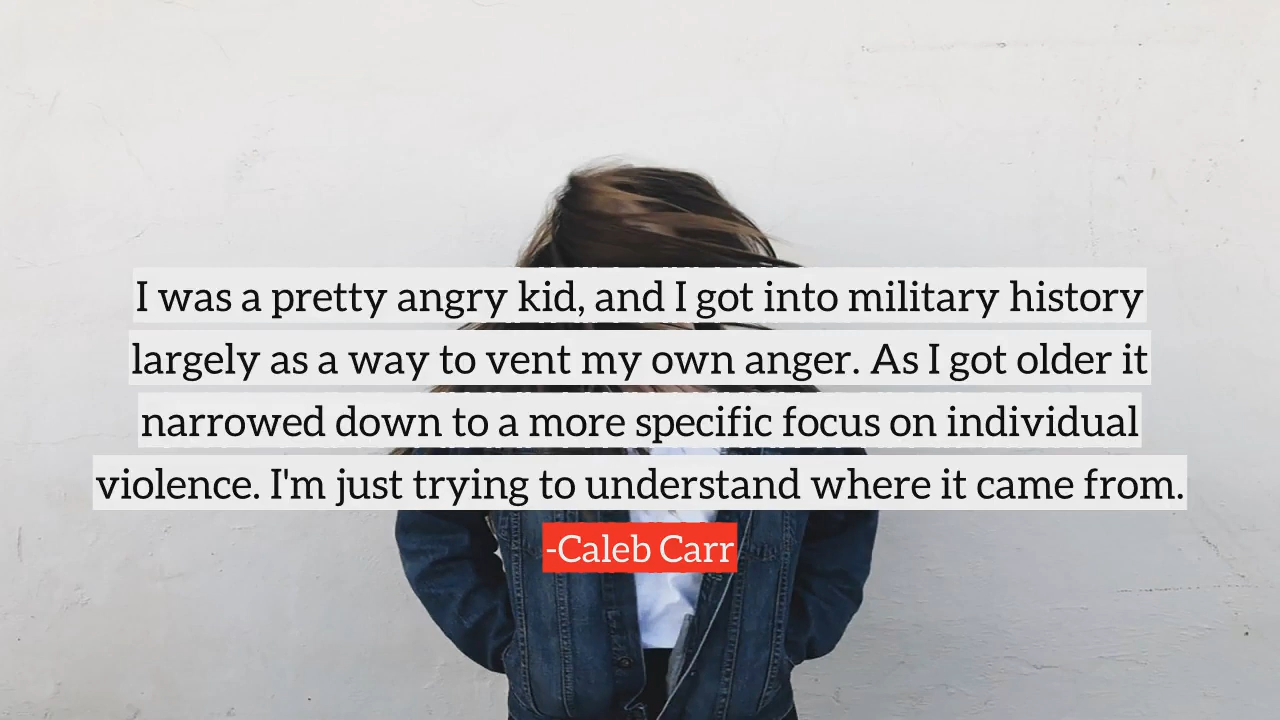 I was a pretty angry kid, and I got into military history
largely as a way to vent my own anger. As I got older it
narrowed down to a more specific focus on individual
violence. I'm just trying to understand where it came from.
-Caleb Carr